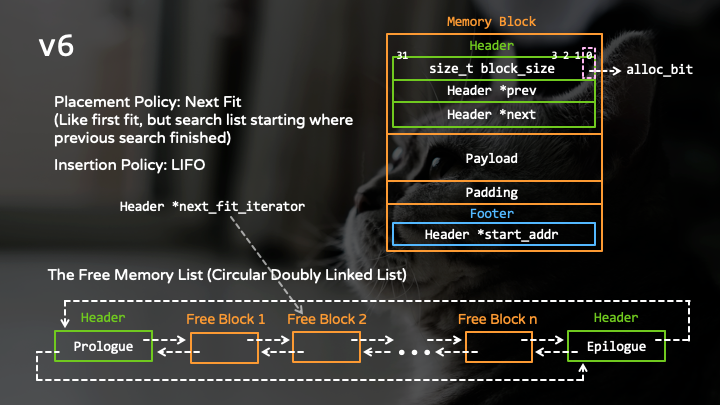 v6
Placement Policy: Next Fit
(Like first fit, but search list starting where
previous search finished)
Insertion Policy: LIFO
Memory Block
Header
31
3 2 1 0
size_t block_size
alloc_bit
Header *prev
Header *next
Payload
Padding
Footer
Header *start_addr
Header *next_fit_iterator
The Free Memory List (Circular Doubly Linked List)
Header
Free Block 1
Free Block 2
Free Block n
Header
Prologue
Epilogue